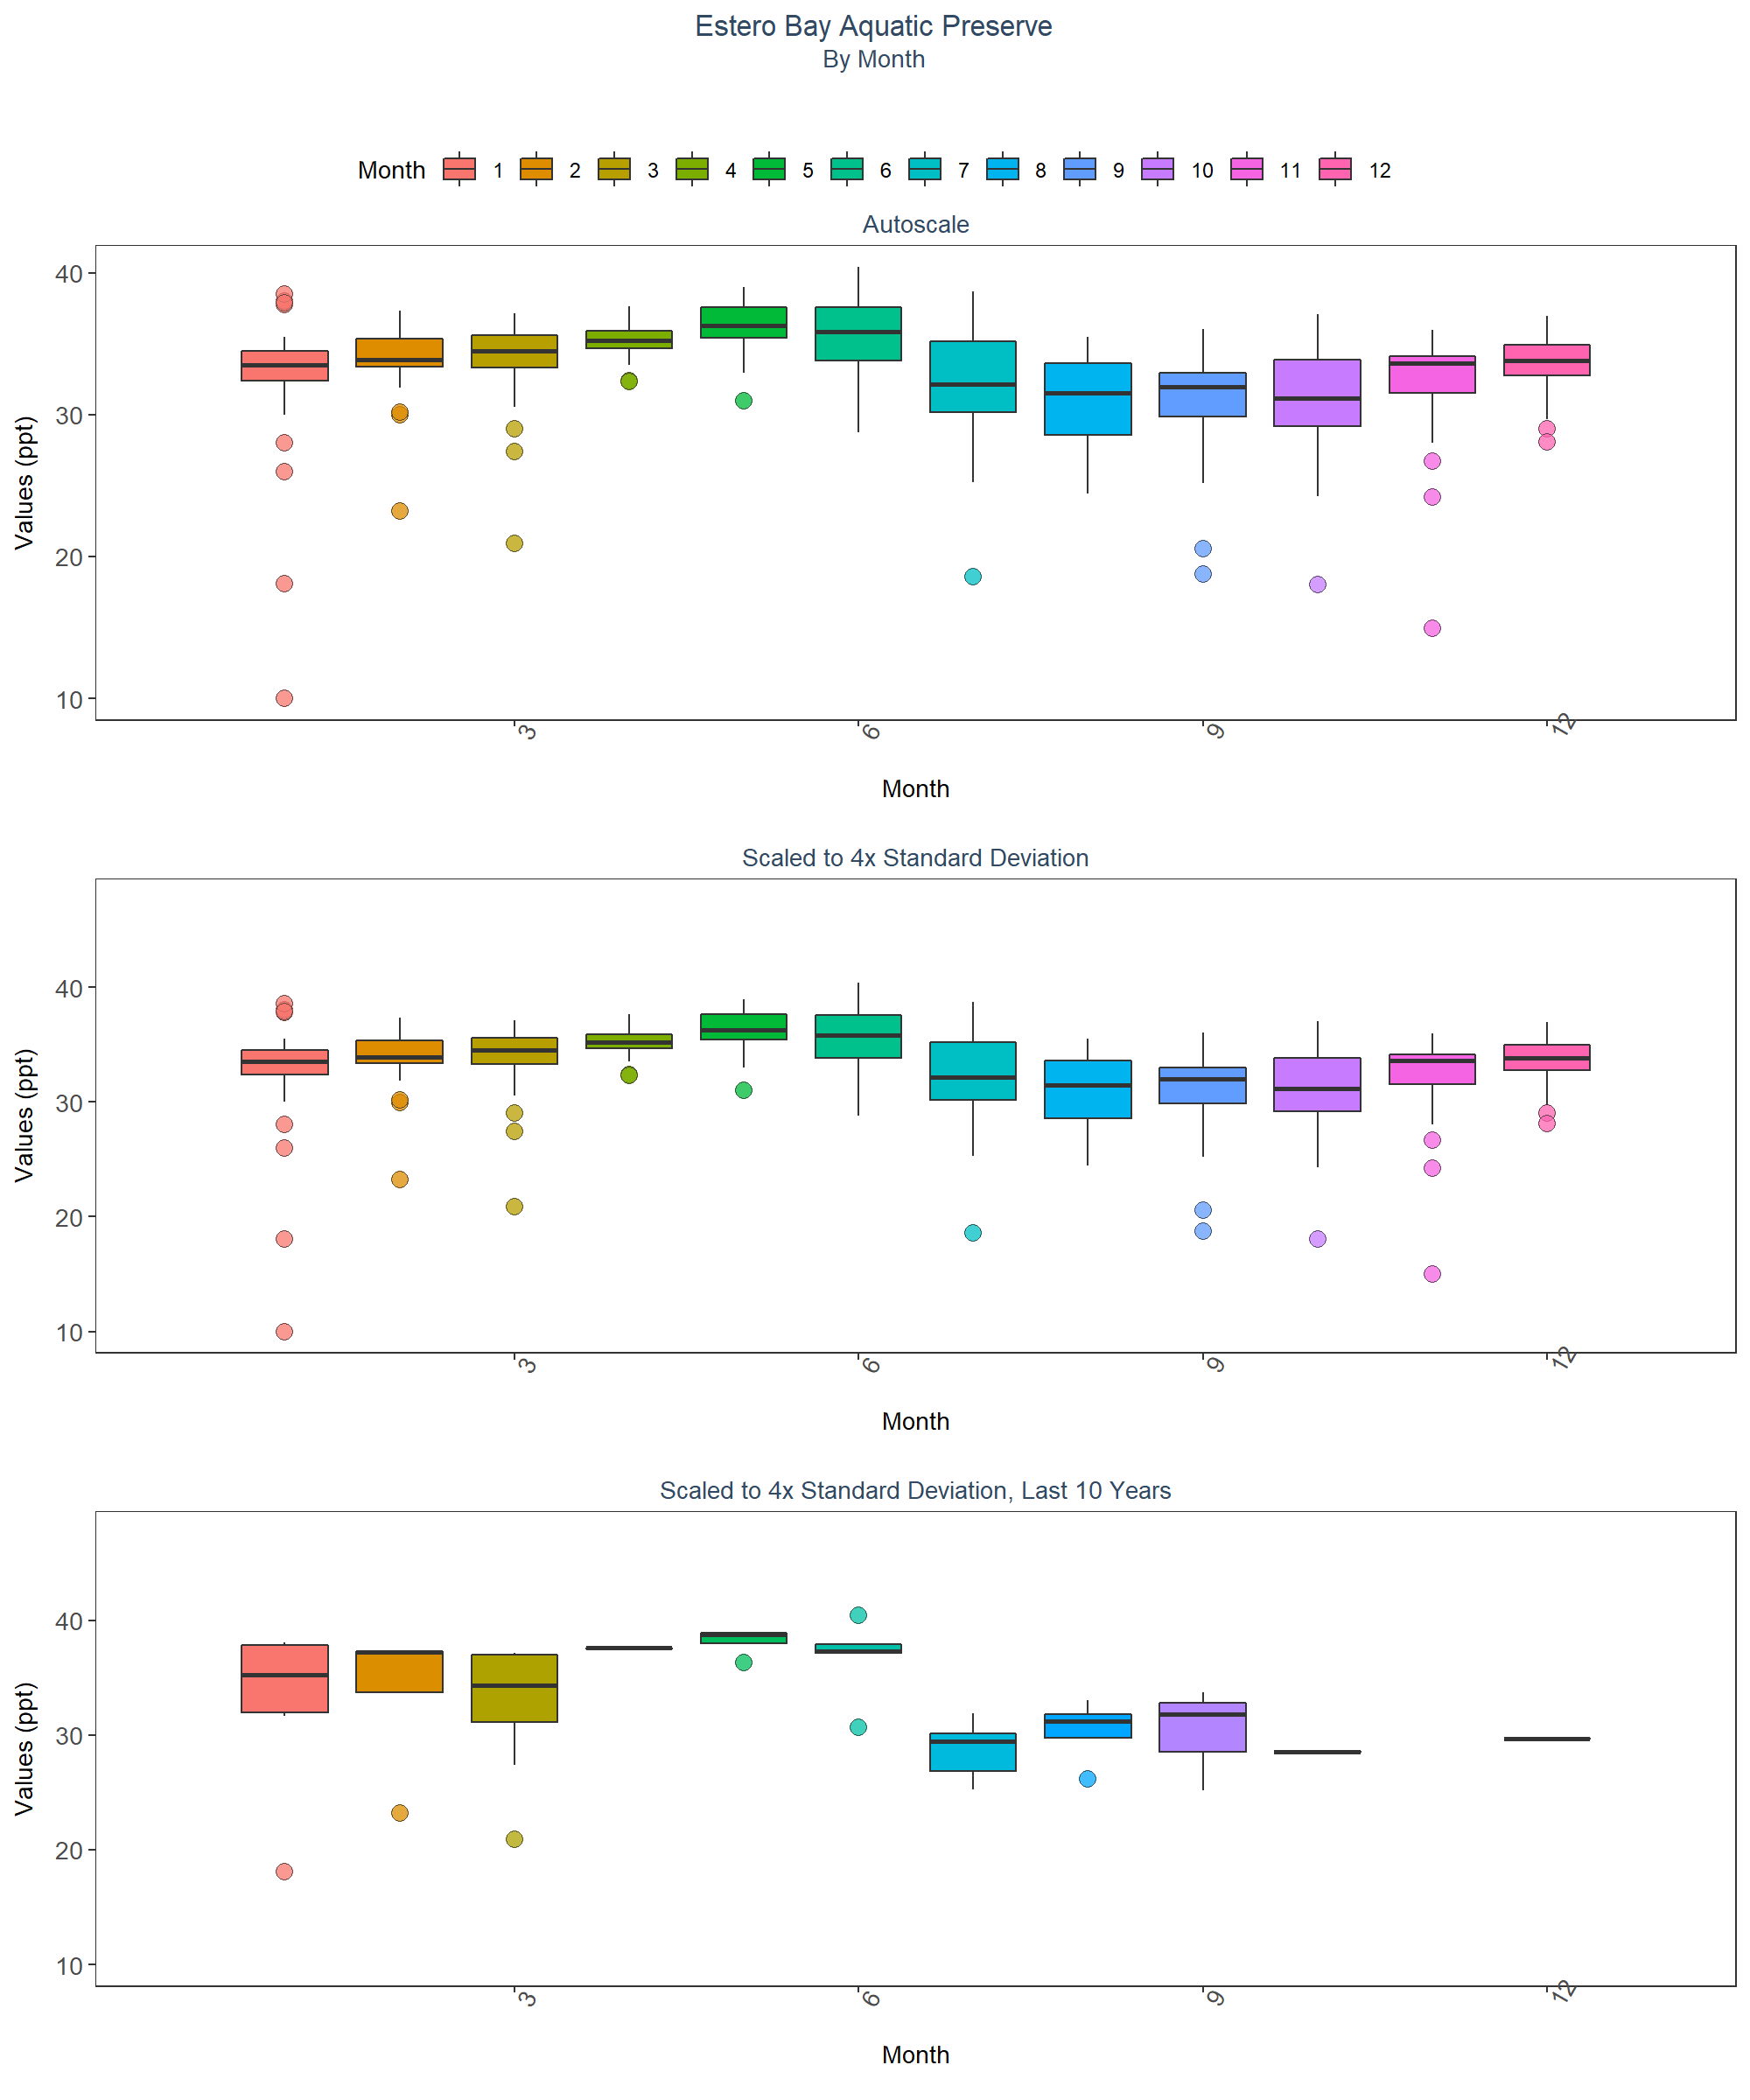 Estero Bay Aquatic Preserve
By Month
Month 1 2 3 4 5 6 7 8 9 10 11 12
Autoscale
Values (ppt)
40
30
20
10
3 6 9 12
Month
Scaled to 4x Standard Deviation
Values (ppt)
40
30
20
10
3 6 9 12
Month
Scaled to 4x Standard Deviation, Last 10 Years
Values (ppt)
40
30
20
10
3 6 9 12
Month